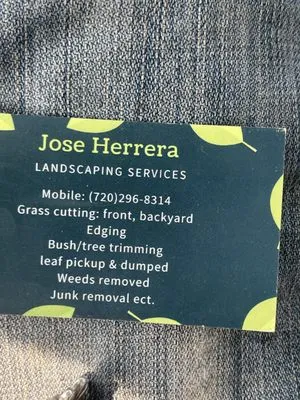 Jose Herrera
LANDSCAPING SERVICES
Mobile: (720)296-8314
Grass cutting: front, backyard
Edging
Bush/tree trimming
leaf pickup & dumped
Weeds removed
Junk removal ect.